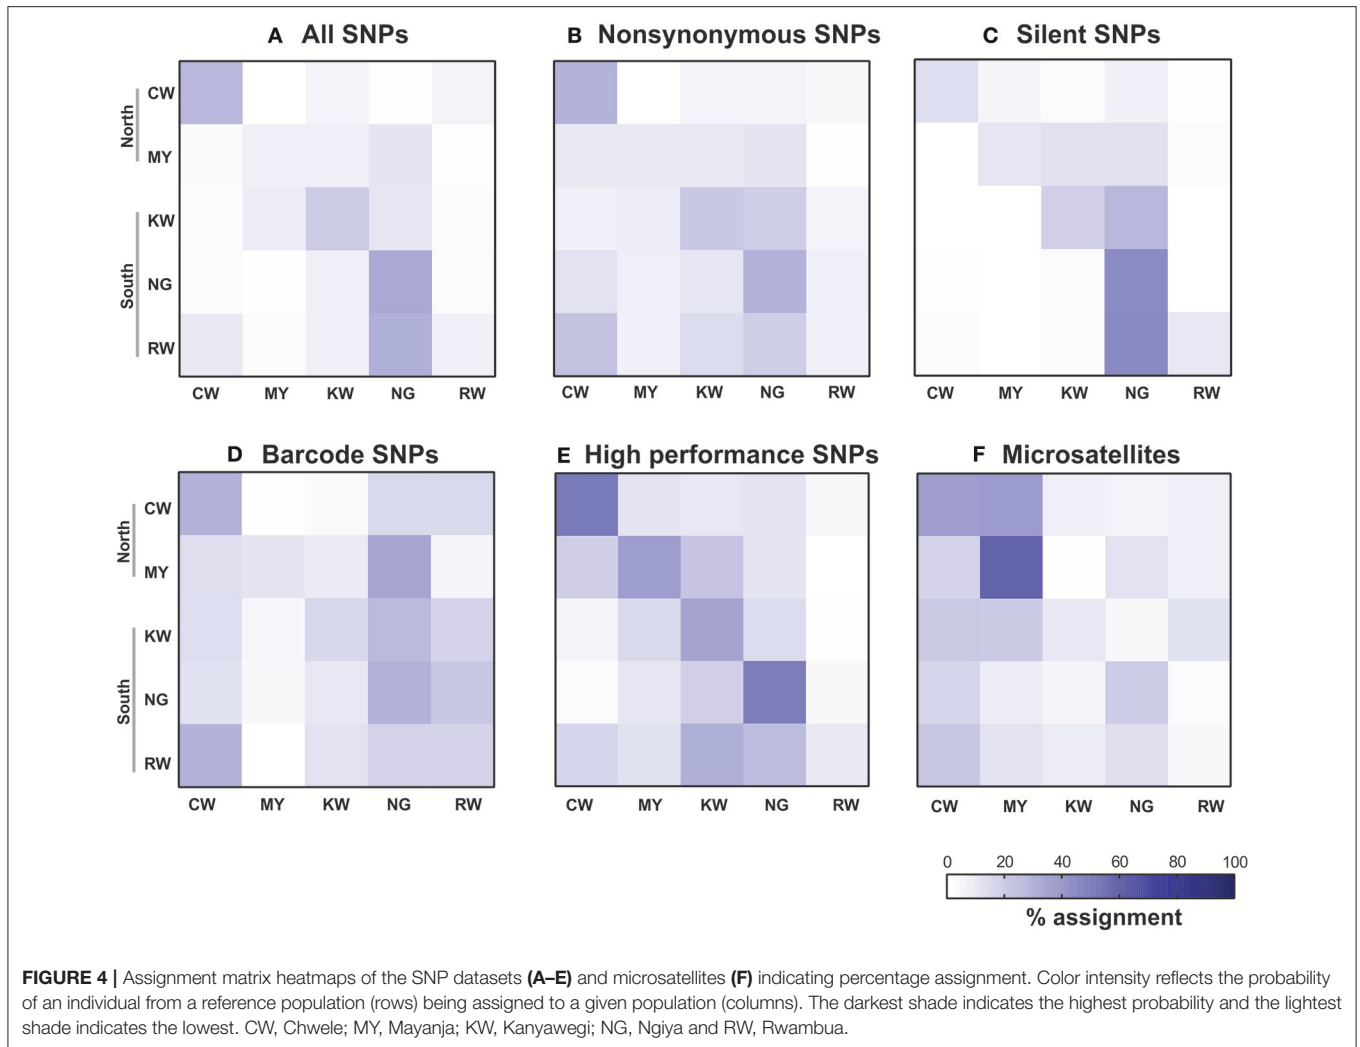 A All SNPs
B Nonsynonymous SNPs
C Silent SNPs
North
South
CW
MY
KW
NG
RW
CW MY KW NG RW
CW MY KW NG RW
CW MY KW NG RW
D Barcode SNPs
E High performance SNPs
F Microsatellites
North
South
CW
MY
KW
NG
RW
CW MY KW NG RW
CW MY KW NG RW
CW MY KW NG RW
0 20 40 60 80 100
% assignment
FIGURE 4 | Assignment matrix heatmaps of the SNP datasets (A–E) and microsatellites (F) indicating percentage assignment. Color intensity reflects the probability
of an individual from a reference population (rows) being assigned to a given population (columns). The darkest shade indicates the highest probability and the lightest
shade indicates the lowest. CW, Chwele; MY, Mayanja; KW, Kanyawegi; NG, Ngiya and RW, Rwambua.